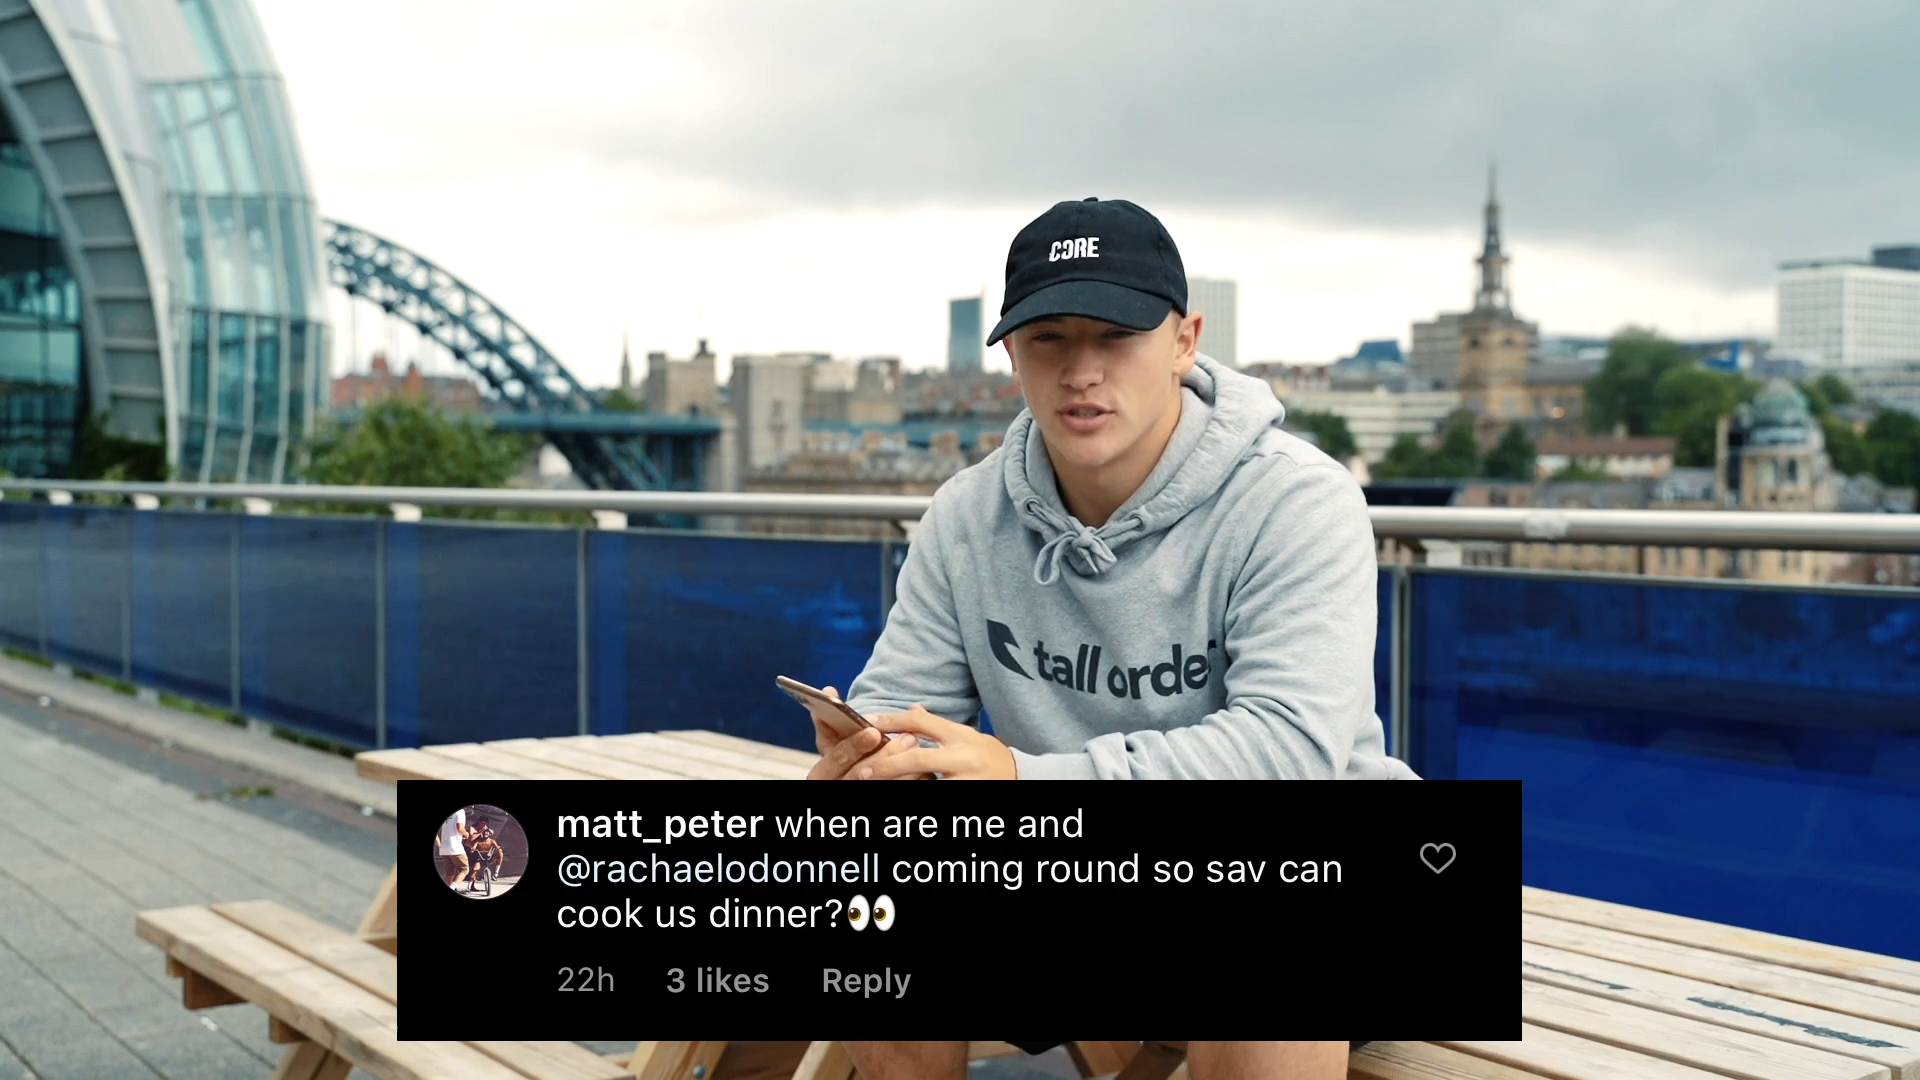 CORE
tall order
matt_peter when are me and
@rachaelodonnell coming round so sav can
cook us dinner?👀
22h 3 likes Reply